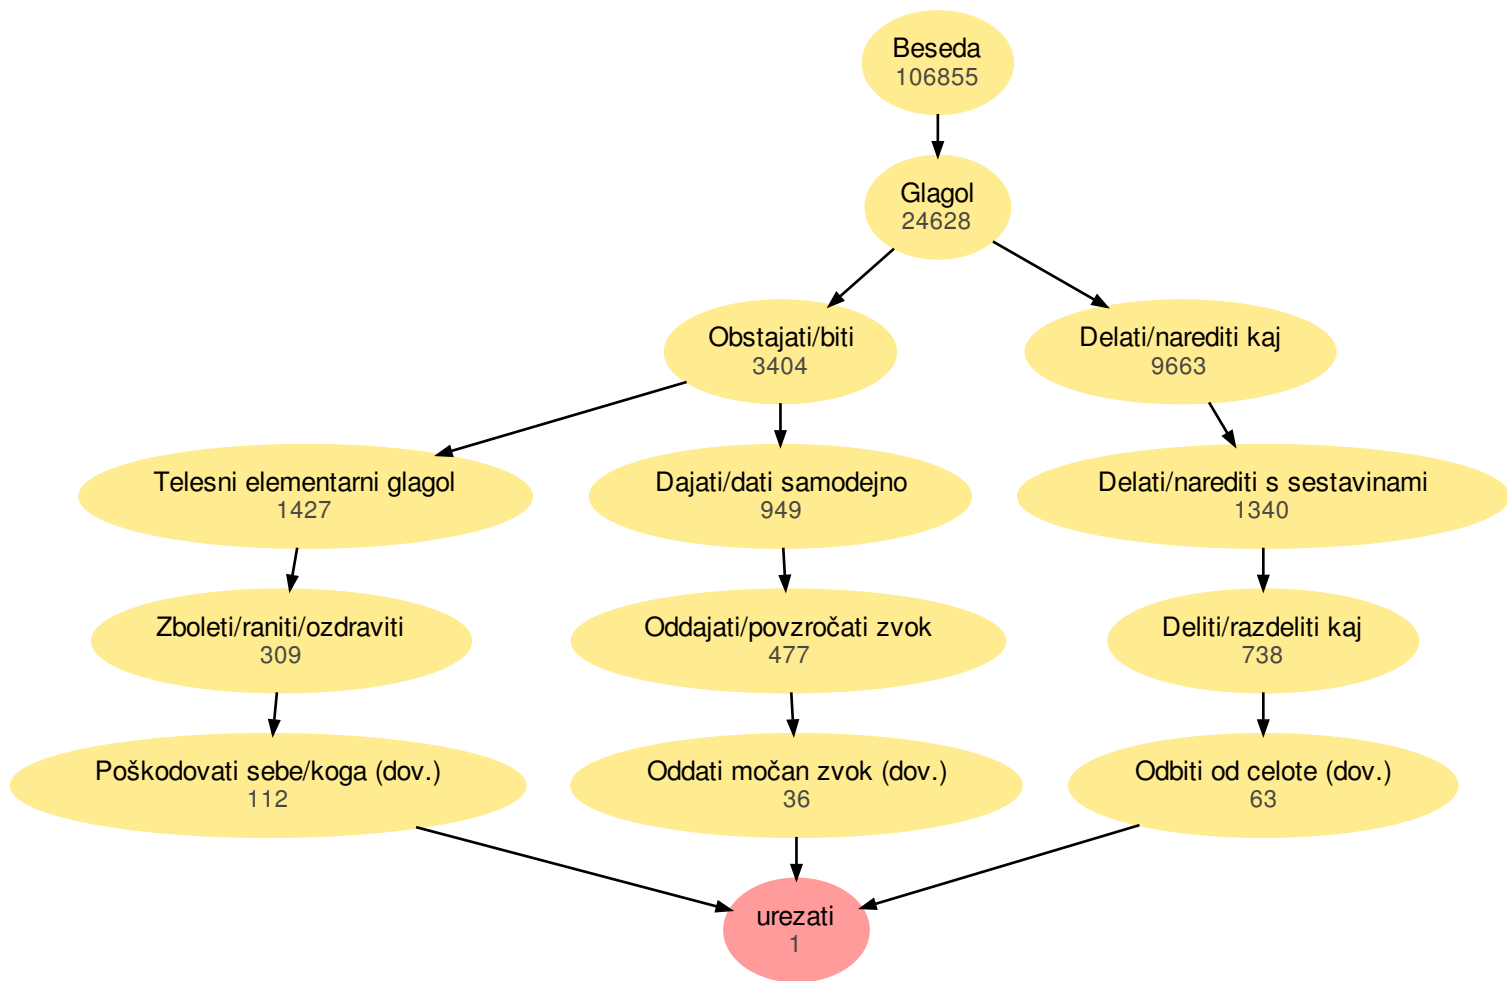 Beseda
106855
Glagol
24628
Obstajati/biti
3404
Delati/narediti kaj
9663
Telesni elementarni glagol
1427
Dajati/dati samodejno
949
Delati/narediti s sestavinami
1340
Zboleti/raniti/ozdraviti
309
Oddajati/povzročati zvok
477
Deliti/razdeliti kaj
738
Poškodovati sebe/koga (dov.)
112
Oddati močan zvok (dov.)
36
Odbiti od celote (dov.)
63
urezati
1